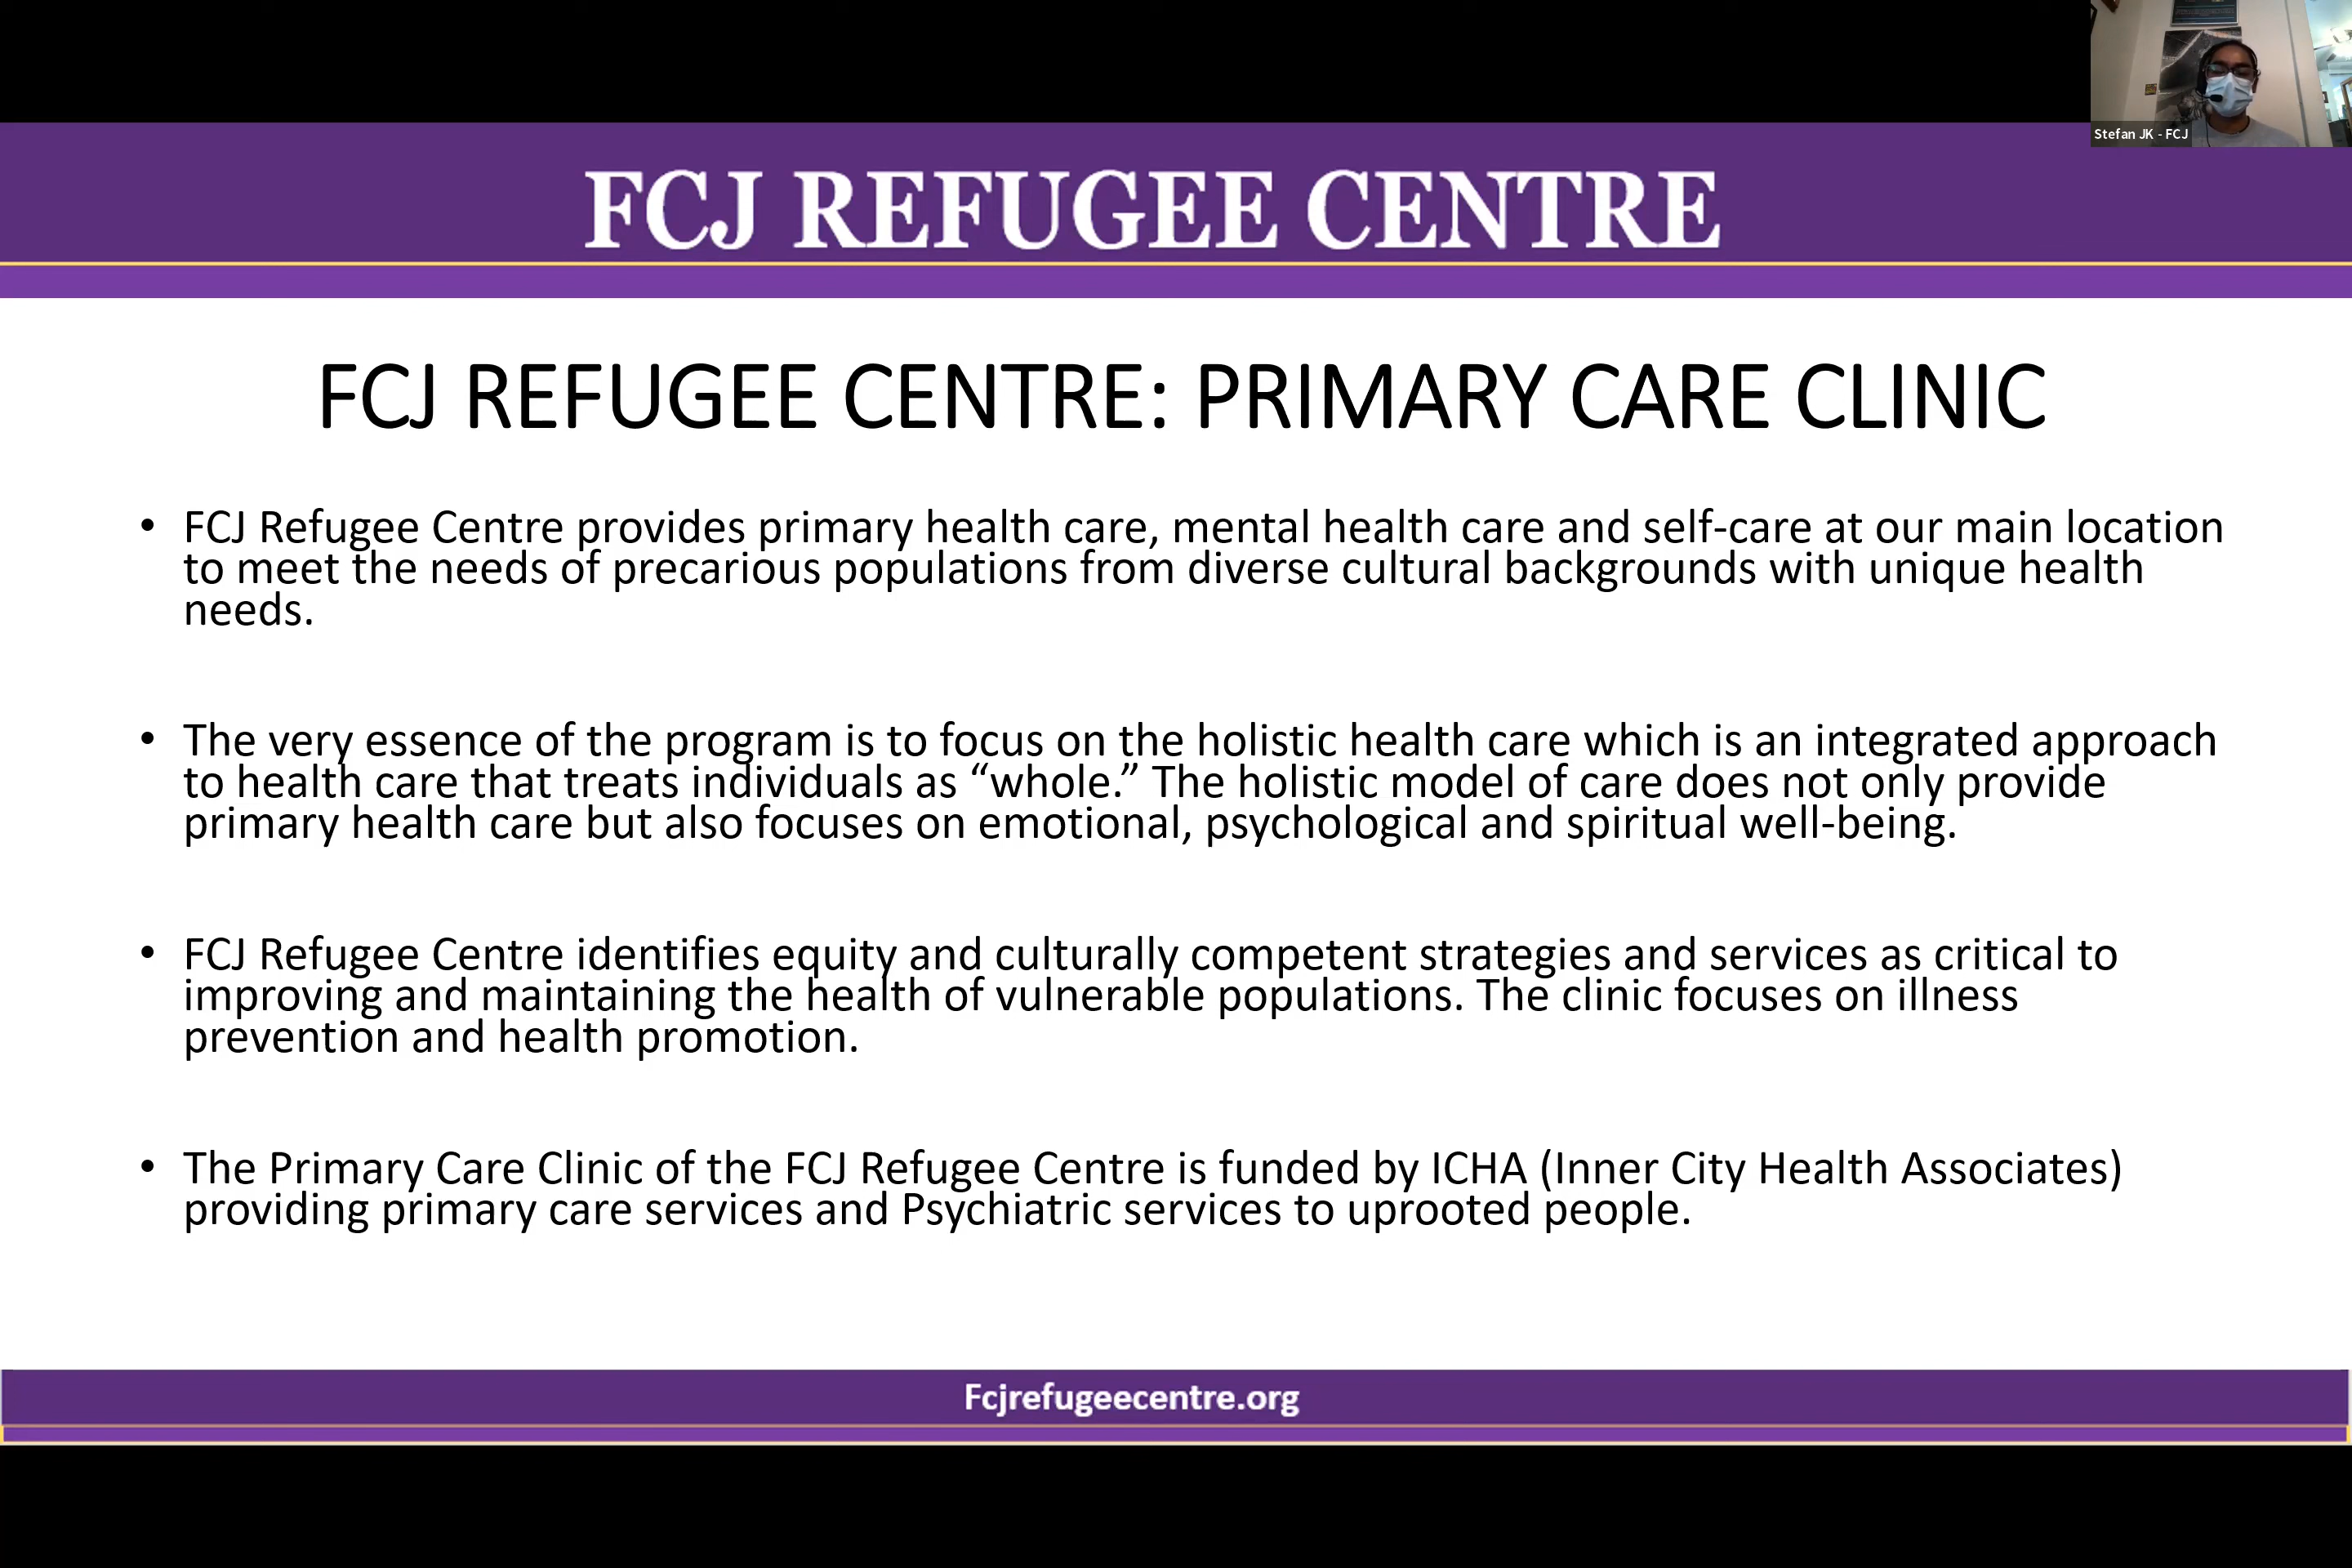 Stefan JK - FCJ
FCJ REFUGEE CENTRE
FCJ REFUGEE CENTRE: PRIMARY CARE CLINIC
• FCJ Refugee Centre provides primary health care, mental health care and self-care at our main location
to meet the needs of precarious populations from diverse cultural backgrounds with unique health
needs.
• The very essence of the program is to focus on the holistic health care which is an integrated approach
to health care that treats individuals as “whole.” The holistic model of care does not only provide
primary health care but also focuses on emotional, psychological and spiritual well-being.
• FCJ Refugee Centre identifies equity and culturally competent strategies and services as critical to
improving and maintaining the health of vulnerable populations. The clinic focuses on illness
prevention and health promotion.
• The Primary Care Clinic of the FCJ Refugee Centre is funded by ICHA (Inner City Health Associates)
providing primary care services and Psychiatric services to uprooted people.
Fcjrefugeecentre.org